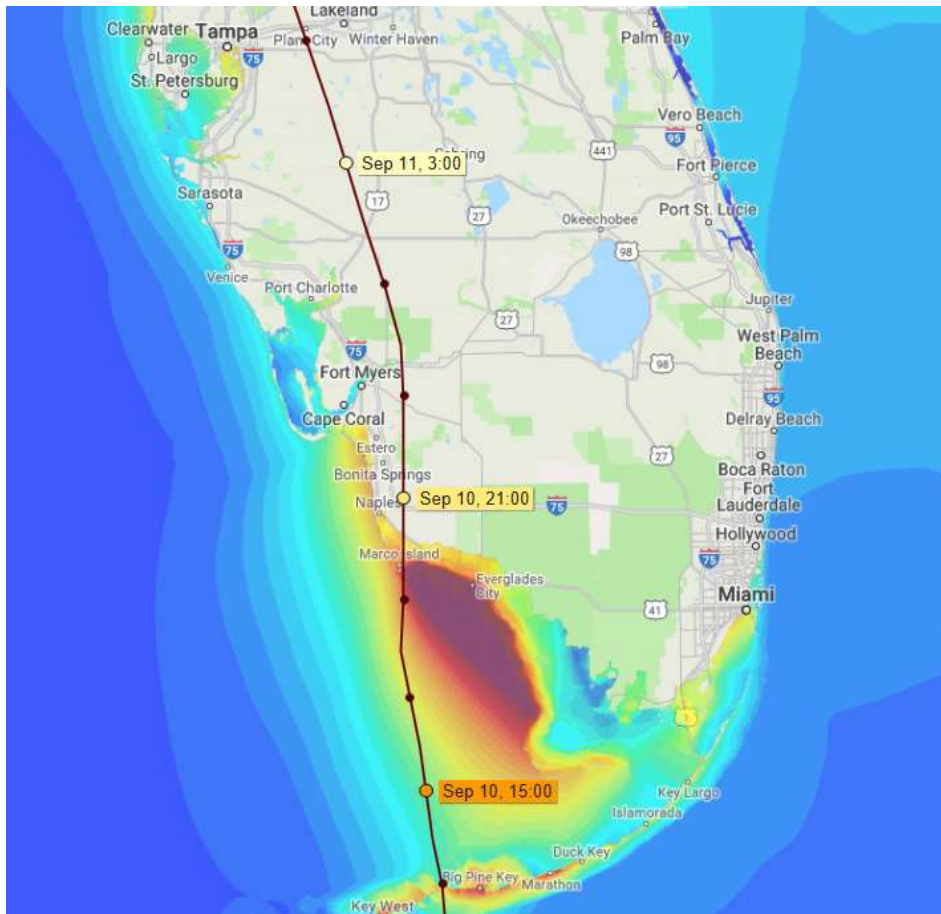 Lakeland
Clearwater
Tampa
Plant City
Winter Haven
Palm Bay
Largo
75
St. Petersburg
Vero Beach
95
441
Sep 11, 3:00
Fort Pierce
Sarasota
17
27
Port St. Lucie
Okeechobee
75
98
Venice
Port Charlotte
Jupiter
27
27
West Palm
Beach
75
98
Fort Myers
95
Cape Coral
Delray Beach
Estero
27
Boca Raton
Bonita Springs
Fort
Lauderdale
Sep 10, 21:00
Naples
75
Hollywood
75
Marco Island
Everglades
City
Miami
41
1
Sep 10, 15:00
Key Largo
Islamorada
Duck Key
Big Pine Key
Marathon
Key West